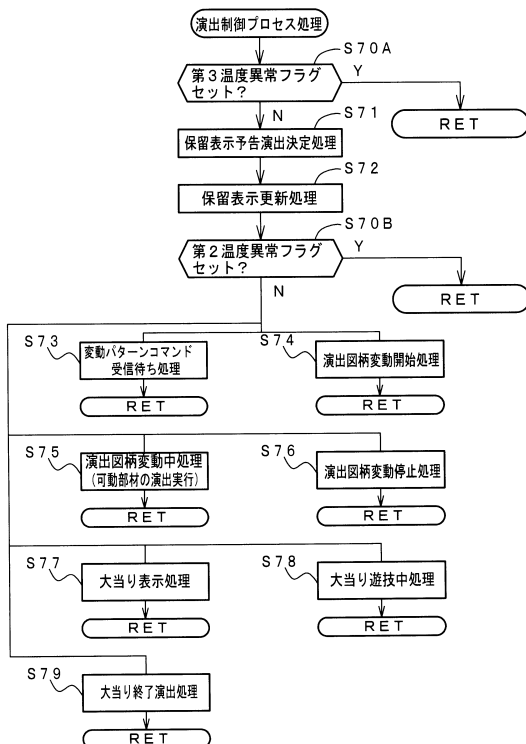 演出制御プロセス処理
S70A
第3温度異常フラグ
セット?
Y
N
RET
S71
保留表示予告演出決定処理
S72
保留表示更新処理
S70B
第2温度異常フラグ
セット?
Y
N
RET
S73
変動パターンコマンド
受信待ち処理
RET
S74
演出図柄変動開始処理
RET
S75
演出図柄変動中処理
(可動部材の演出実行)
RET
S76
演出図柄変動停止処理
RET
S77
大当り表示処理
RET
S78
大当り遊技中処理
RET
S79
大当り終了演出処理
RET